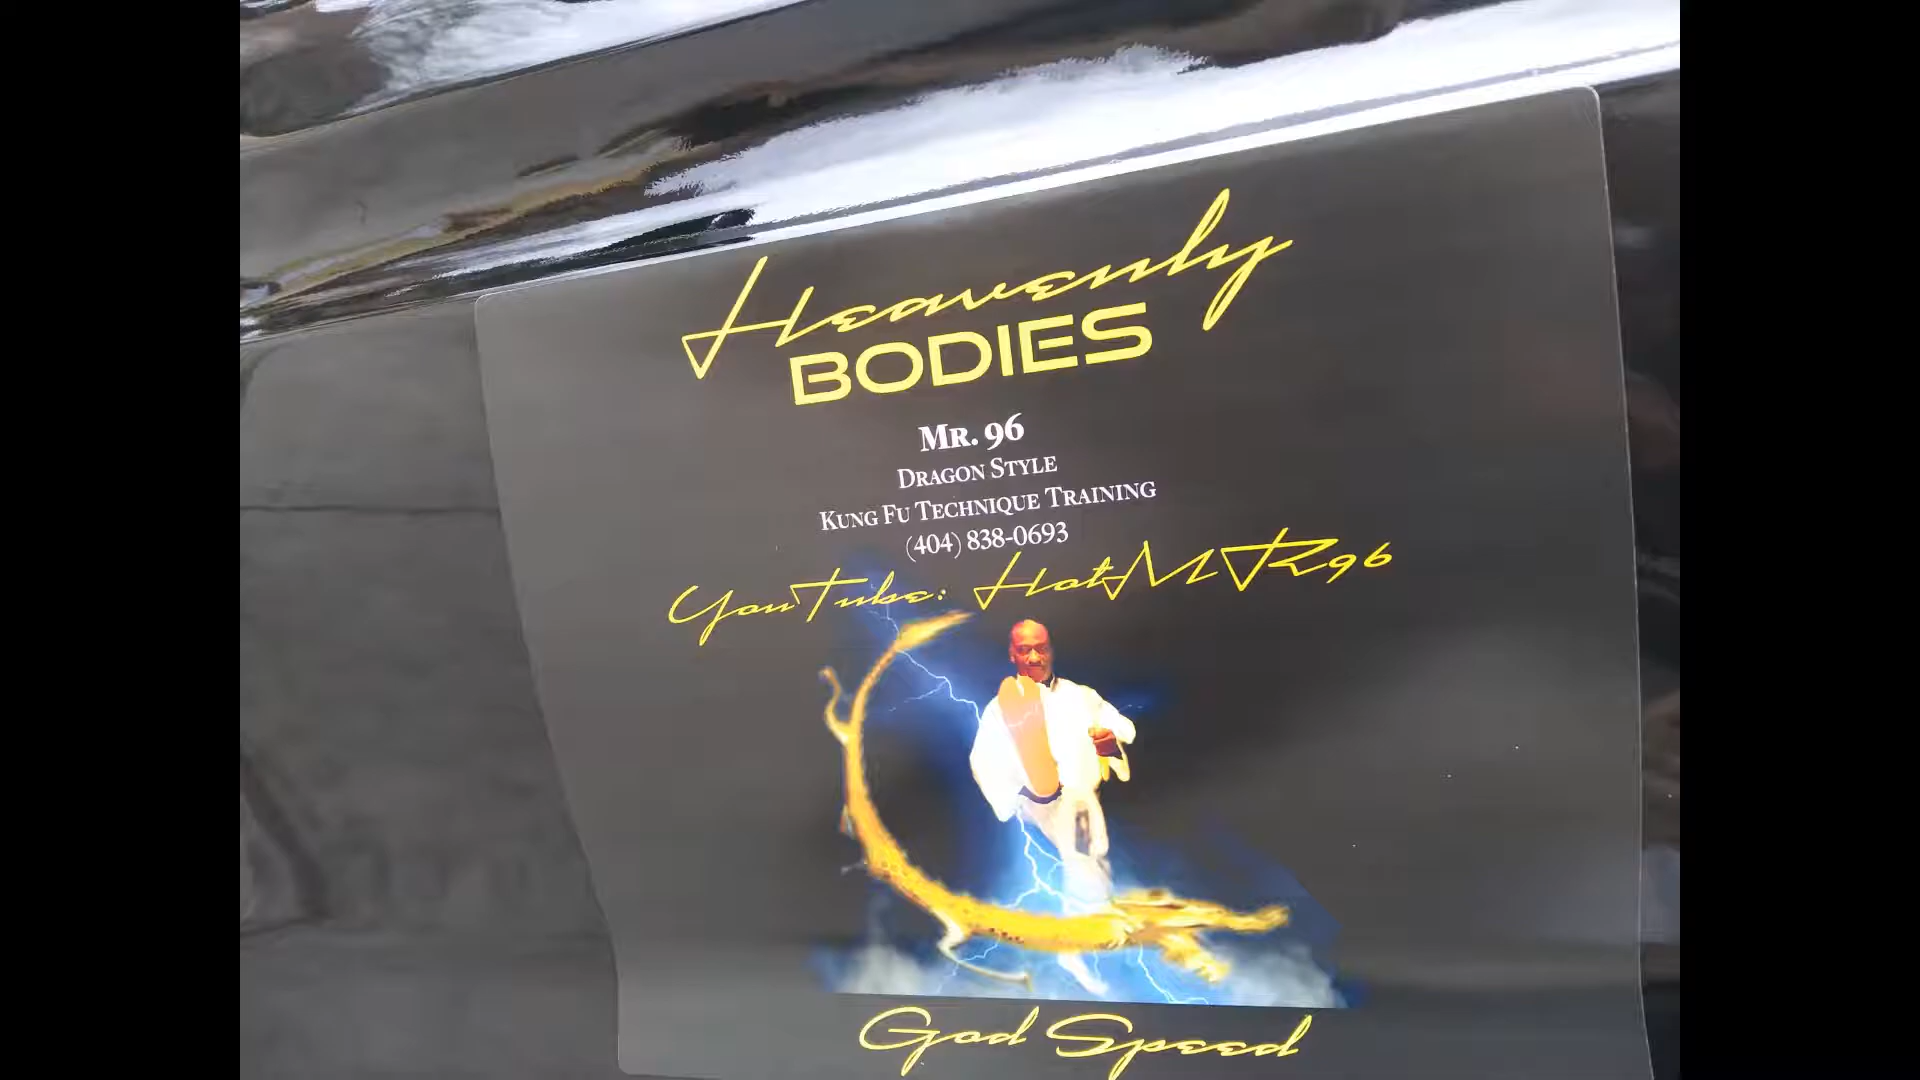 Heavenly
BODIES
MR. 96
DRAGON STYLE
KUNG FU TECHNIQUE TRAINING
(404) 838-0693
YouTube: HotMR96
God Speed